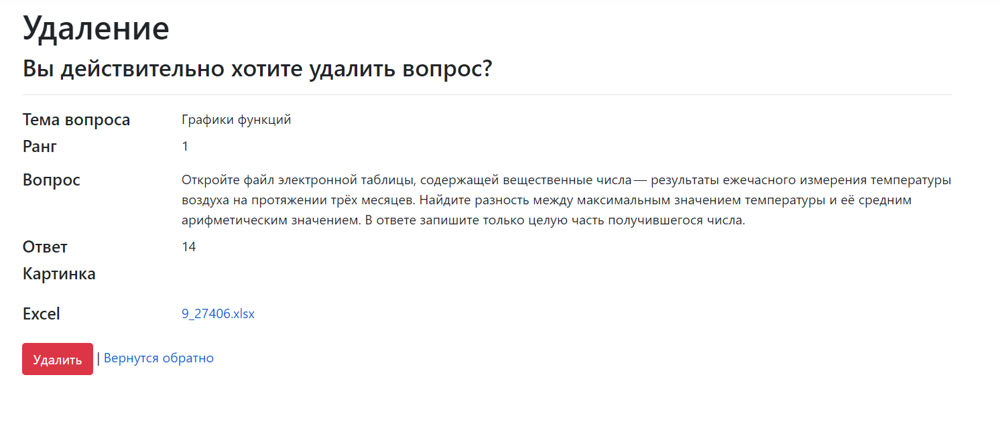 Удаление
Вы действительно хотите удалить вопрос?
Тема вопроса Графики функций
Ранг 1
Вопрос Откройте файл электронной таблицы, содержащей вещественные числа — результаты ежечасного измерения температуры
воздуха на протяжении трёх месяцев. Найдите разность между максимальным значением температуры и её средним
арифметическим значением. В ответе запишите только целую часть получившегося числа.
Ответ 14
Картинка
Excel 9_27406.xlsx
Удалить | Вернутся обратно